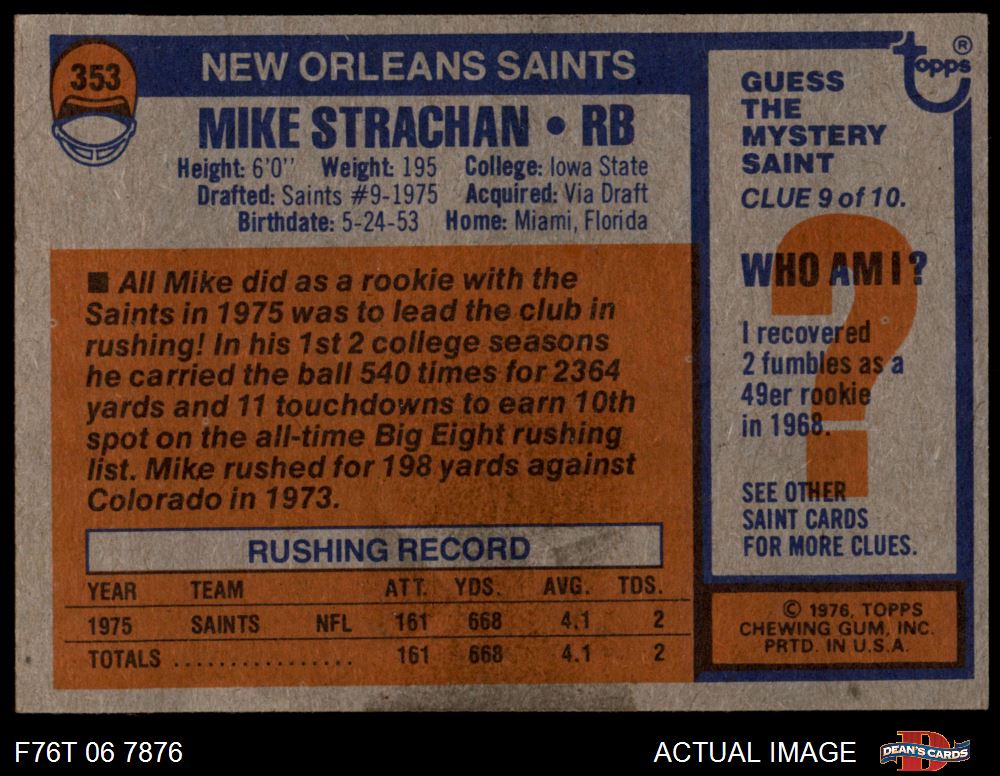 353
NEW ORLEANS SAINTS
MIKE STRACHAN • RB
Height: 6'0'' Weight: 195 College: Iowa State
Drafted: Saints #9-1975 Acquired: Via Draft
Birthdate: 5-24-53 Home: Miami, Florida
■ All Mike did as a rookie with the
Saints in 1975 was to lead the club in
rushing! In his 1st 2 college seasons
he carried the ball 540 times for 2364
yards and 11 touchdowns to earn 10th
spot on the all-time Big Eight rushing
list. Mike rushed for 198 yards against
Colorado in 1973.
RUSHING RECORD
YEAR TEAM ATT. YDS. AVG. TDS.
1975 SAINTS NFL 161 668 4.1 2
TOTALS ................ 161 668 4.1 2
topps ®
GUESS
THE
MYSTERY
SAINT
CLUE 9 of 10.
?
WHO AM I?
I recovered
2 fumbles as a
49er rookie
in 1968.
SEE OTHER
SAINT CARDS
FOR MORE CLUES.
© 1976, TOPPS
CHEWING GUM, INC.
PRTD. IN U.S.A.
F76T 06 7876
ACTUAL IMAGE
D
DEAN'S CARDS